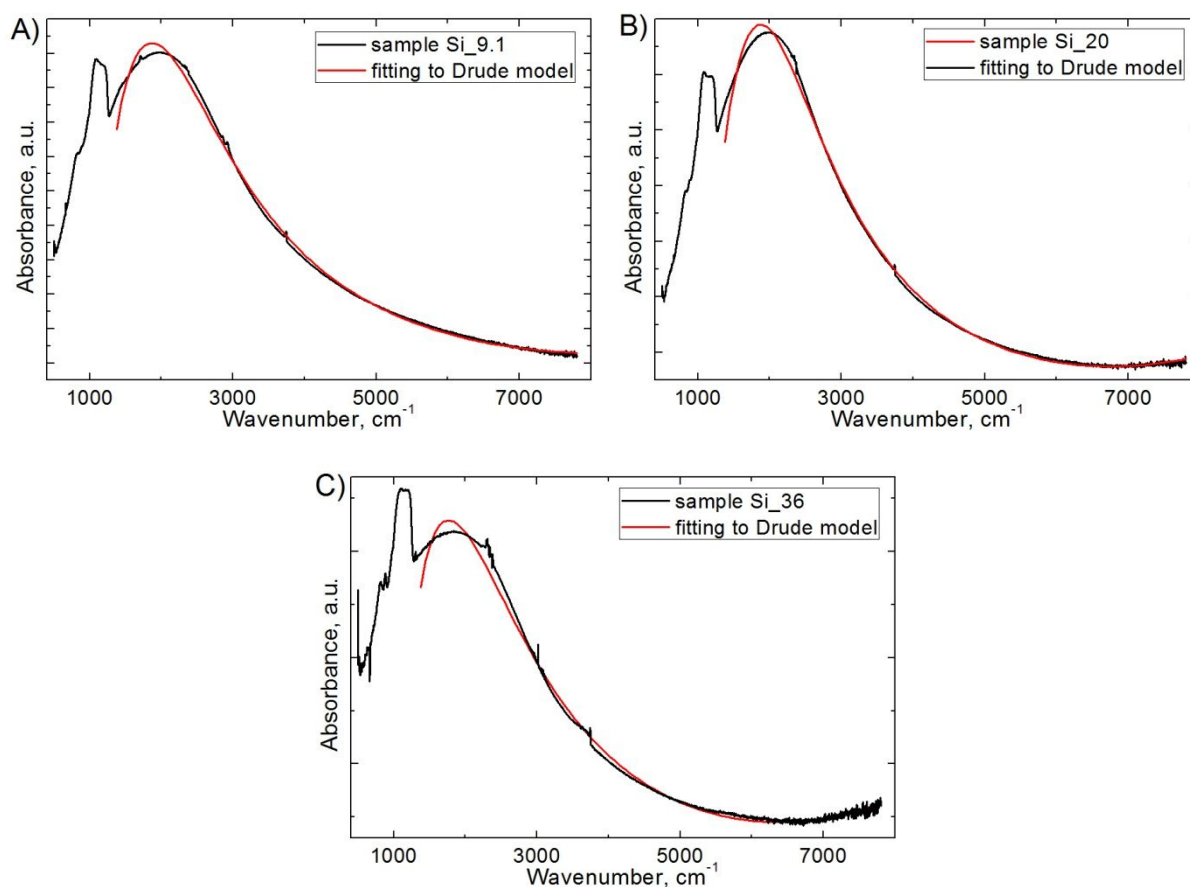 A)
sample Si_9.1
fitting to Drude model
Absorbance, a.u.
1000 3000 5000 7000
Wavenumber, cm⁻¹
B)
sample Si_20
fitting to Drude model
Absorbance, a.u.
1000 3000 5000 7000
Wavenumber, cm⁻¹
C)
sample Si_36
fitting to Drude model
Absorbance, a.u.
1000 3000 5000 7000
Wavenumber, cm⁻¹